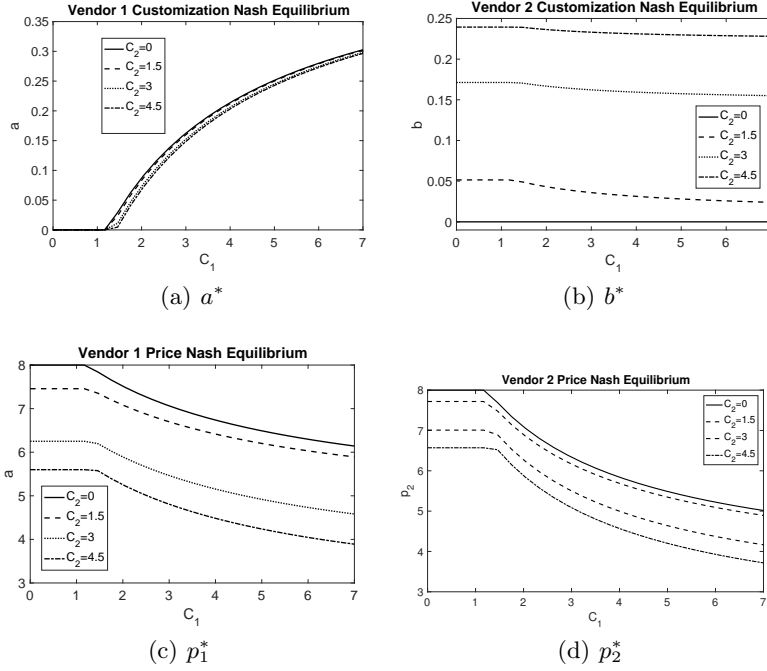 Vendor 1 Customization Nash Equilibrium
0.35
0.3
0.25
0.2
0.15
0.1
0.05
0
a
C₂=0
C₂=1.5
C₂=3
C₂=4.5
0 1 2 3 4 5 6 7
C₁
(a) a*
Vendor 2 Customization Nash Equilibrium
0.25
0.2
0.15
0.1
0.05
0
b
C₂=0
C₂=1.5
C₂=3
C₂=4.5
0 1 2 3 4 5 6
C₁
(b) b*
Vendor 1 Price Nash Equilibrium
8
7
6
5
4
3
a
C₂=0
C₂=1.5
C₂=3
C₂=4.5
0 1 2 3 4 5 6 7
C₁
(c) p₁*
Vendor 2 Price Nash Equilibrium
8
7
6
5
4
3
p₂
C₂=0
C₂=1.5
C₂=3
C₂=4.5
0 1 2 3 4 5 6 7
C₁
(d) p₂*